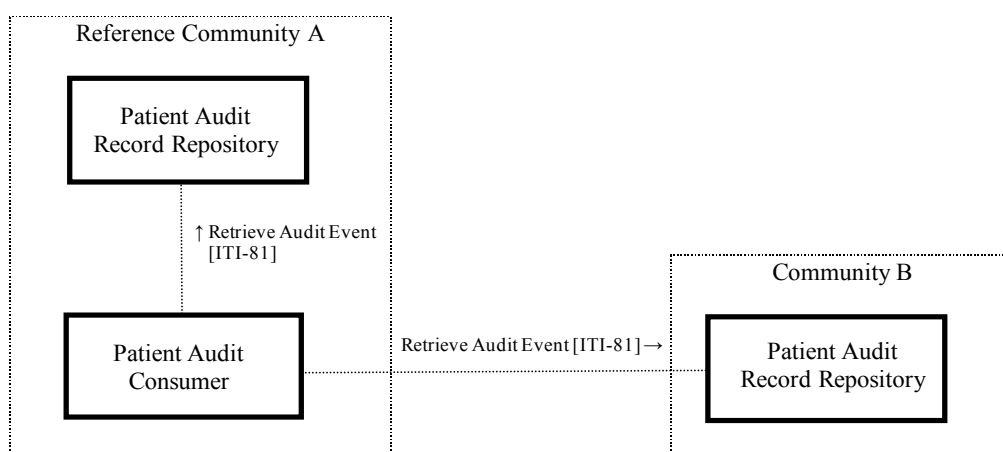 Reference Community A
Patient Audit
Record Repository
↑ Retrieve Audit Event
[ITI-81]
Community B
Patient Audit
Consumer
Retrieve Audit Event [ITI-81] →
Patient Audit
Record Repository